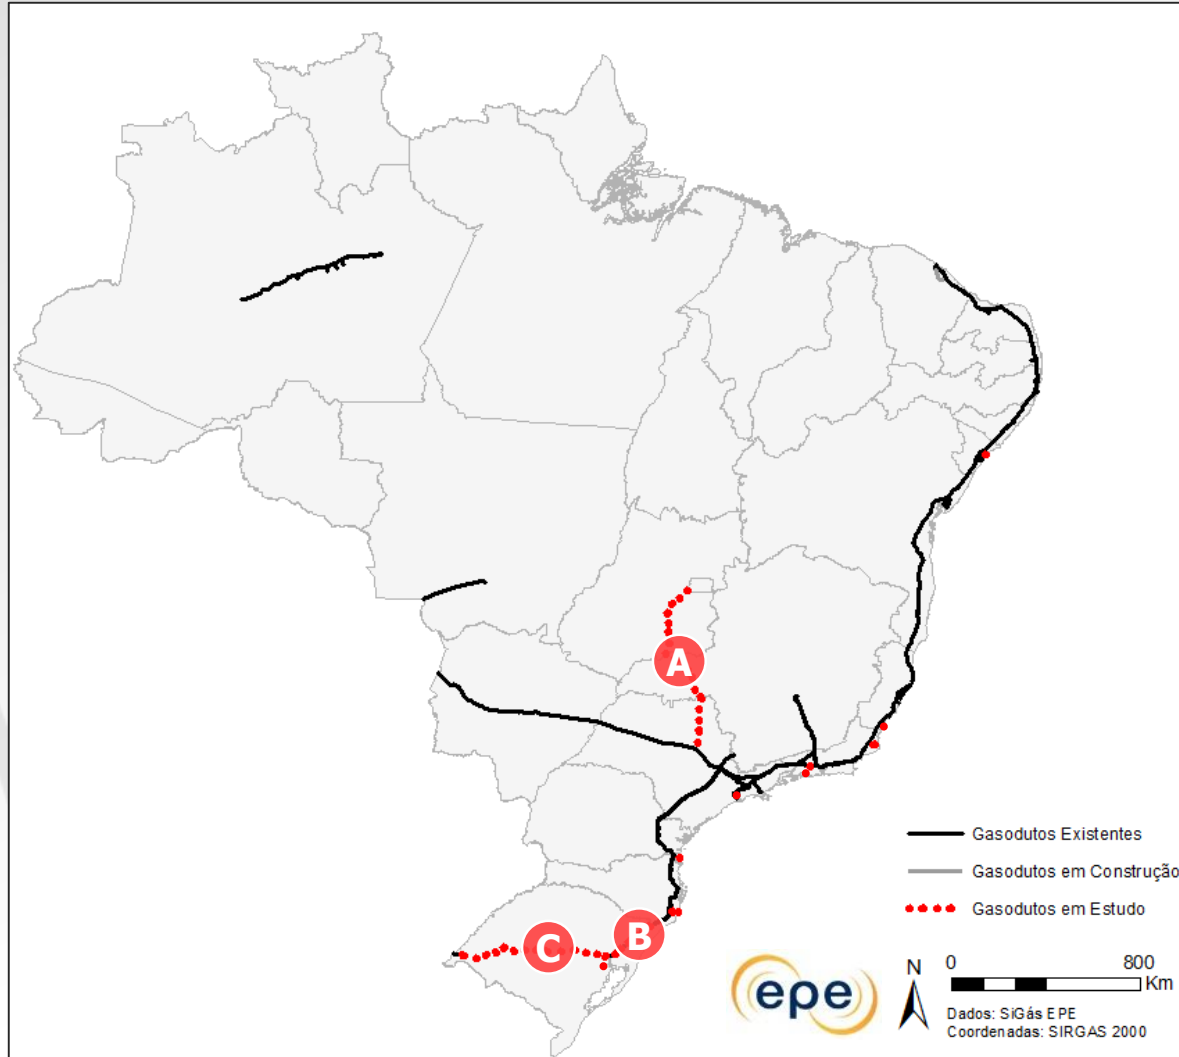 A
B
C
Gasodutos Existentes
Gasodutos em Construção
Gasodutos em Estudo
epe
N
0 800
Km
Dados: SiGás EPE
Coordenadas: SIRGAS 2000